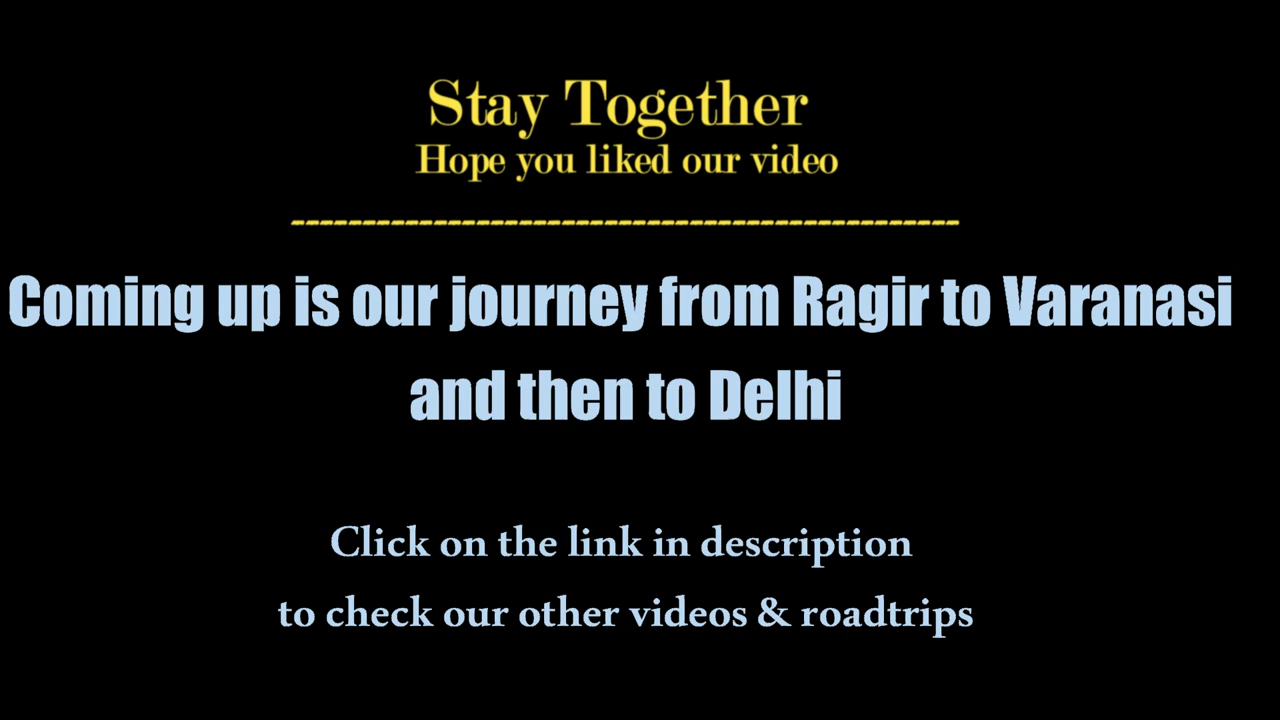 Stay Together
Hope you liked our video
-----------------------------------------------
Coming up is our journey from Ragir to Varanasi
and then to Delhi
Click on the link in description
to check our other videos & roadtrips